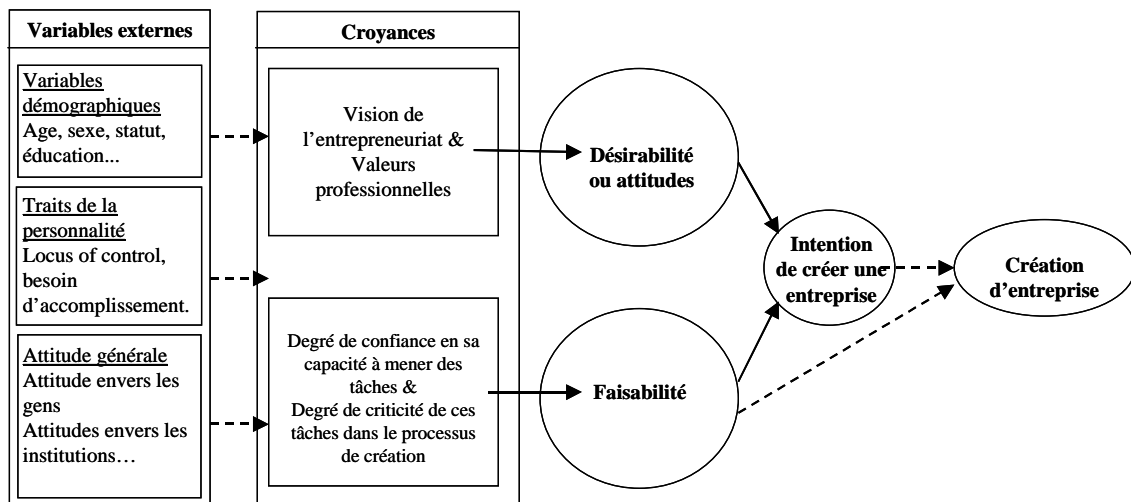 Variables externes
Variables
démographiques
Age, sexe, statut,
éducation...
Traits de la
personnalité
Locus of control,
besoin
d'accomplissement.
Attitude générale
Attitude envers les
gens
Attitudes envers les
institutions…
Croyances
Vision de
l'entrepreneuriat &
Valeurs
professionnelles
Degré de confiance en sa
capacité à mener des
tâches &
Degré de criticité de ces
tâches dans le processus
de création
Désirabilité
ou attitudes
Faisabilité
Intention
de créer une
entreprise
Création
d'entreprise